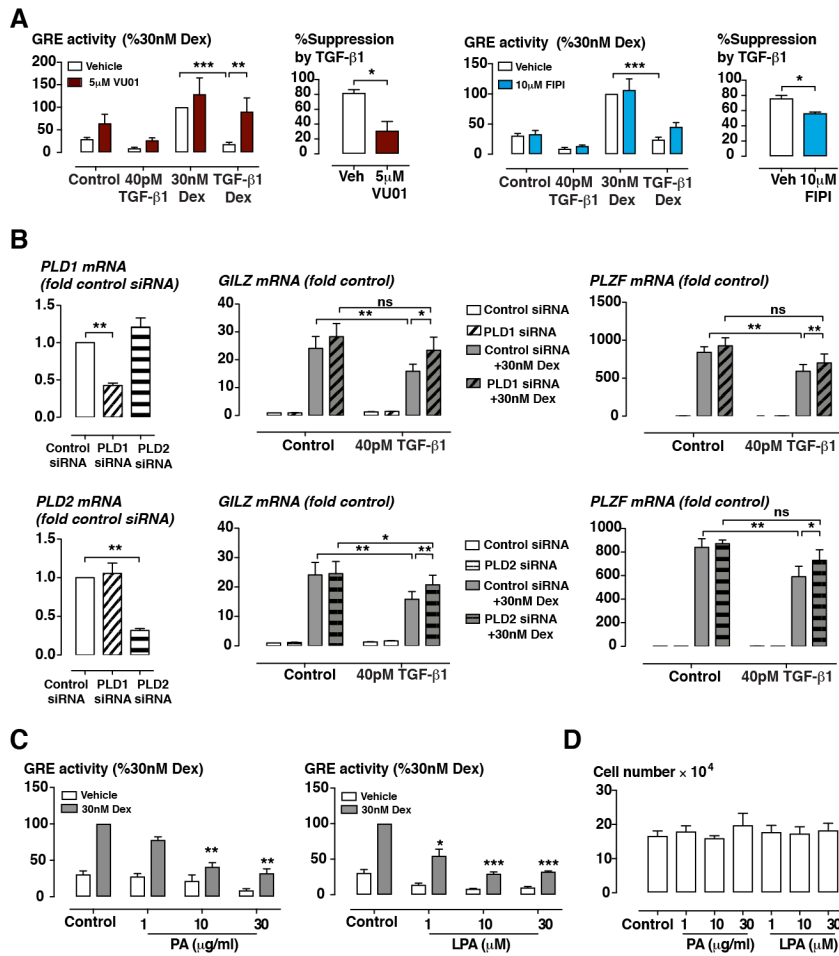 A
GRE activity (%30nM Dex)
Vehicle
5μM VU01
***
**
200
150
100
50
0
Control
40pM TGF-β1
30nM Dex
TGF-β1 Dex
%Suppression
by TGF-β1
*
100
80
60
40
20
0
Veh
5μM VU01
GRE activity (%30nM Dex)
Vehicle
10μM FIPI
***
150
100
50
0
Control
40pM TGF-β1
30nM Dex
TGF-β1 Dex
%Suppression
by TGF-β1
*
100
80
60
40
20
0
Veh
10μM FIPI
B
PLD1 mRNA
(fold control siRNA)
**
1.5
1.0
0.5
0.0
Control siRNA
PLD1 siRNA
PLD2 siRNA
GILZ mRNA (fold control)
ns
**
*
40
30
20
10
0
Control
40pM TGF-β1
Control siRNA
PLD1 siRNA
Control siRNA
+30nM Dex
PLD1 siRNA
+30nM Dex
PLZF mRNA (fold control)
ns
**
**
1500
1000
500
0
Control
40pM TGF-β1
PLD2 mRNA
(fold control siRNA)
**
1.5
1.0
0.5
0.0
Control siRNA
PLD1 siRNA
PLD2 siRNA
GILZ mRNA (fold control)
*
**
**
40
30
20
10
0
Control
40pM TGF-β1
Control siRNA
PLD2 siRNA
Control siRNA
+30nM Dex
PLD2 siRNA
+30nM Dex
PLZF mRNA (fold control)
ns
**
*
1000
800
600
400
200
0
Control
40pM TGF-β1
C
GRE activity (%30nM Dex)
Vehicle
30nM Dex
**
**
150
100
50
0
Control
1
10
30
PA (μg/ml)
GRE activity (%30nM Dex)
Vehicle
30nM Dex
*
***
***
150
100
50
0
Control
1
10
30
LPA (μM)
D
Cell number × 10⁴
30
20
10
0
Control
1
10
30
1
10
30
PA (μg/ml)
LPA (μM)